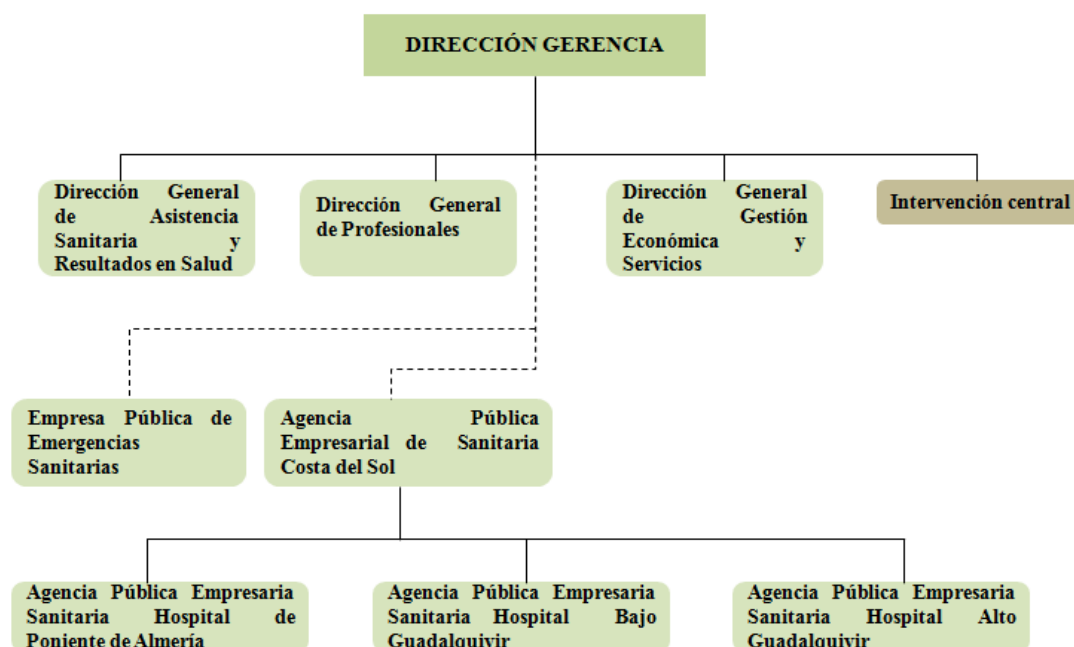 DIRECCIÓN GERENCIA
Dirección General
de Asistencia
Sanitaria y
Resultados en Salud
Dirección General
de Profesionales
Dirección General
de Gestión
Económica y
Servicios
Intervención central
Empresa Pública de
Emergencias
Sanitarias
Agencia Pública
Empresarial de Sanitaria
Costa del Sol
Agencia Pública Empresaria
Sanitaria Hospital de
Poniente de Almería
Agencia Pública Empresaria
Sanitaria Hospital Bajo
Guadalquivir
Agencia Pública Empresaria
Sanitaria Hospital Alto
Guadalquivir